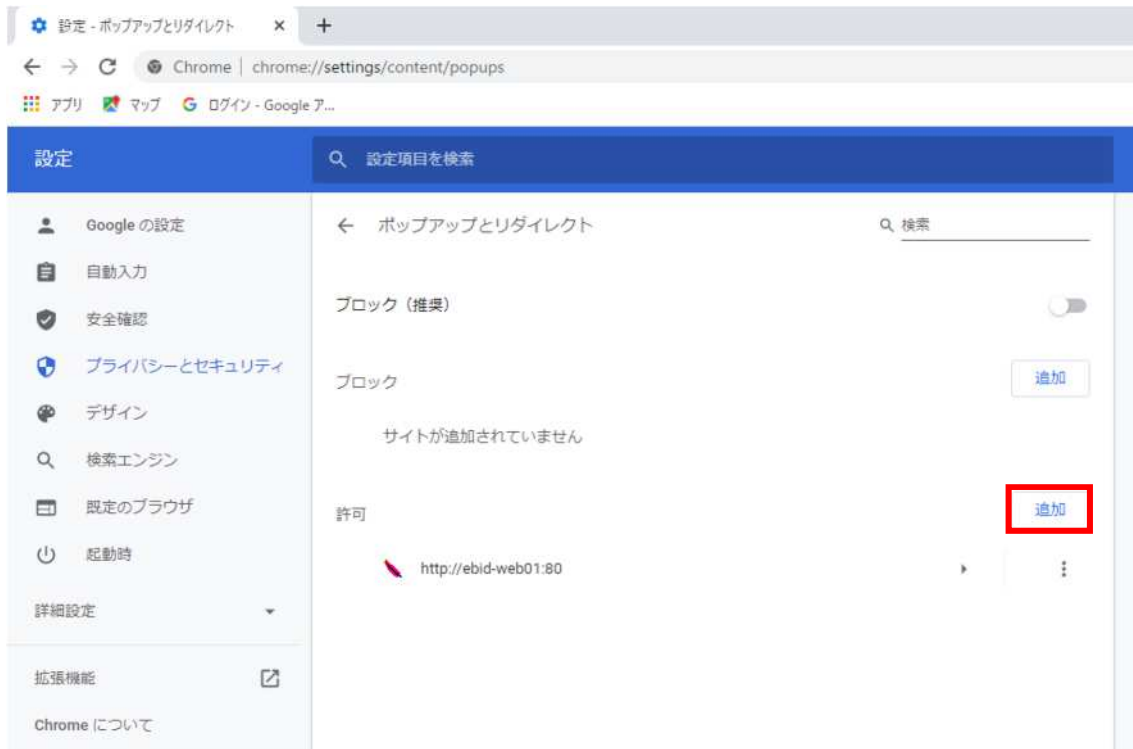 設定 - ポップアップとリダイレクト × +
Chrome | chrome://settings/content/popups
アプリ マップ G ログイン - Google ア...
設定
設定項目を検索
Google の設定
自動入力
安全確認
プライバシーとセキュリティ
デザイン
検索エンジン
既定のブラウザ
起動時
詳細設定
拡張機能
Chrome について
ポップアップとリダイレクト
検索
ブロック（推奨）
ブロック
追加
サイトが追加されていません
許可
追加
http://ebid-web01:80